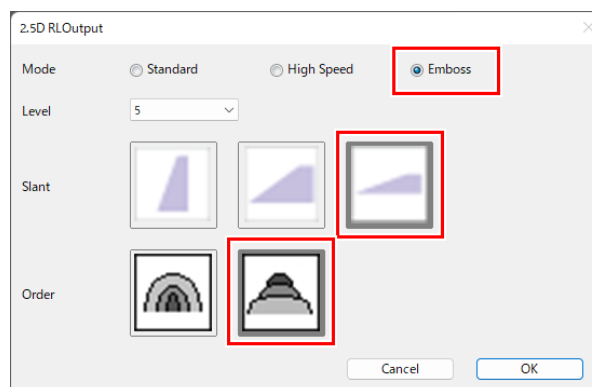 2.5D RLOutput
Mode Standard High Speed Emboss
Level 5
Slant
Order
Cancel OK